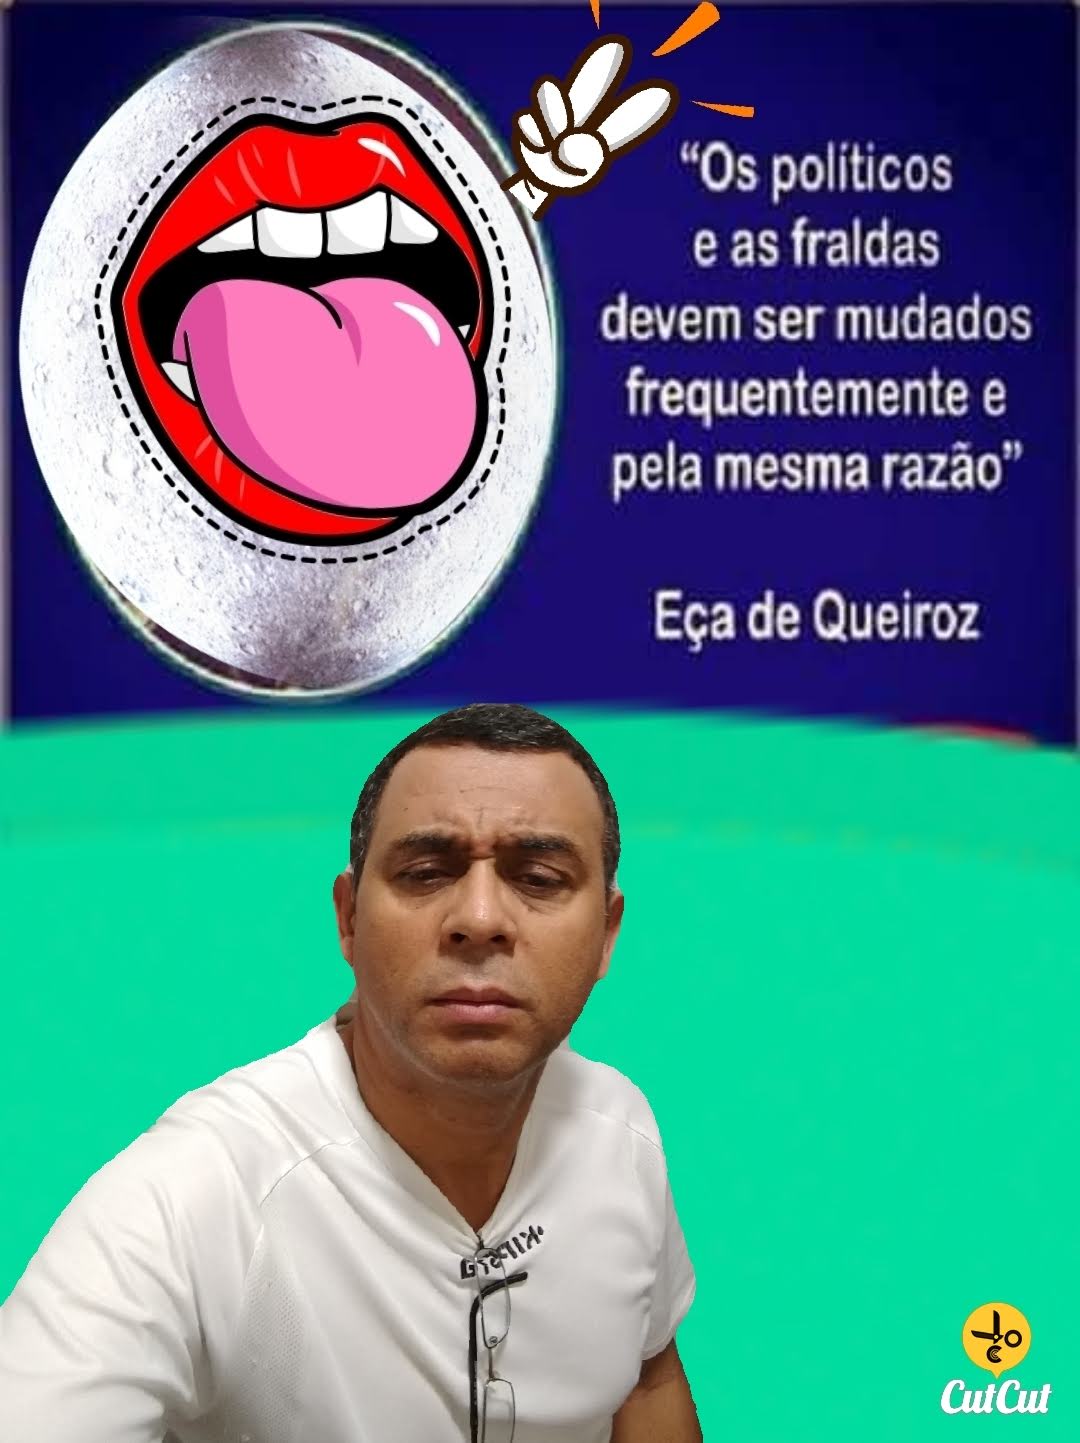 “Os políticos
e as fraldas
devem ser mudados
frequentemente e
pela mesma razão”
Eça de Queiroz
CutCut